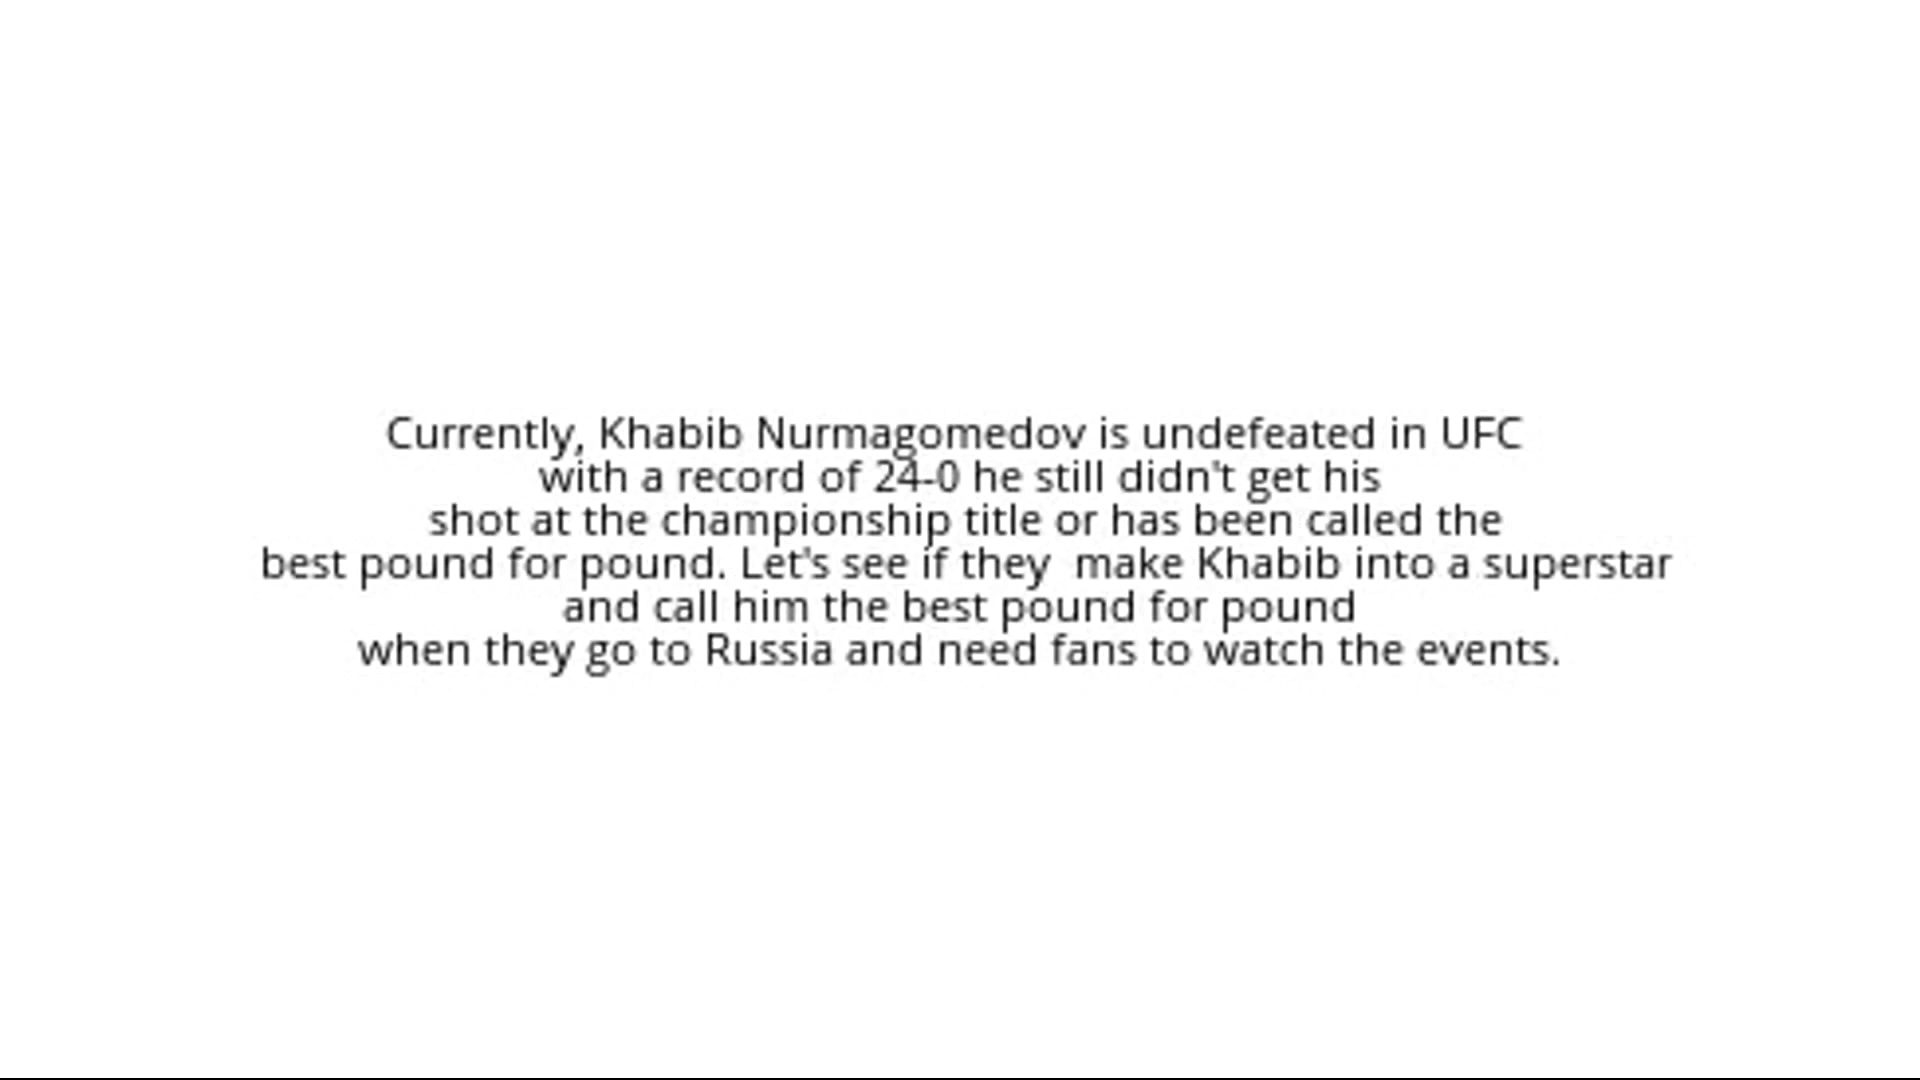 Currently, Khabib Nurmagomedov is undefeated in UFC
with a record of 24-0 he still didn't get his
shot at the championship title or has been called the
best pound for pound. Let's see if they  make Khabib into a superstar
and call him the best pound for pound
when they go to Russia and need fans to watch the events.